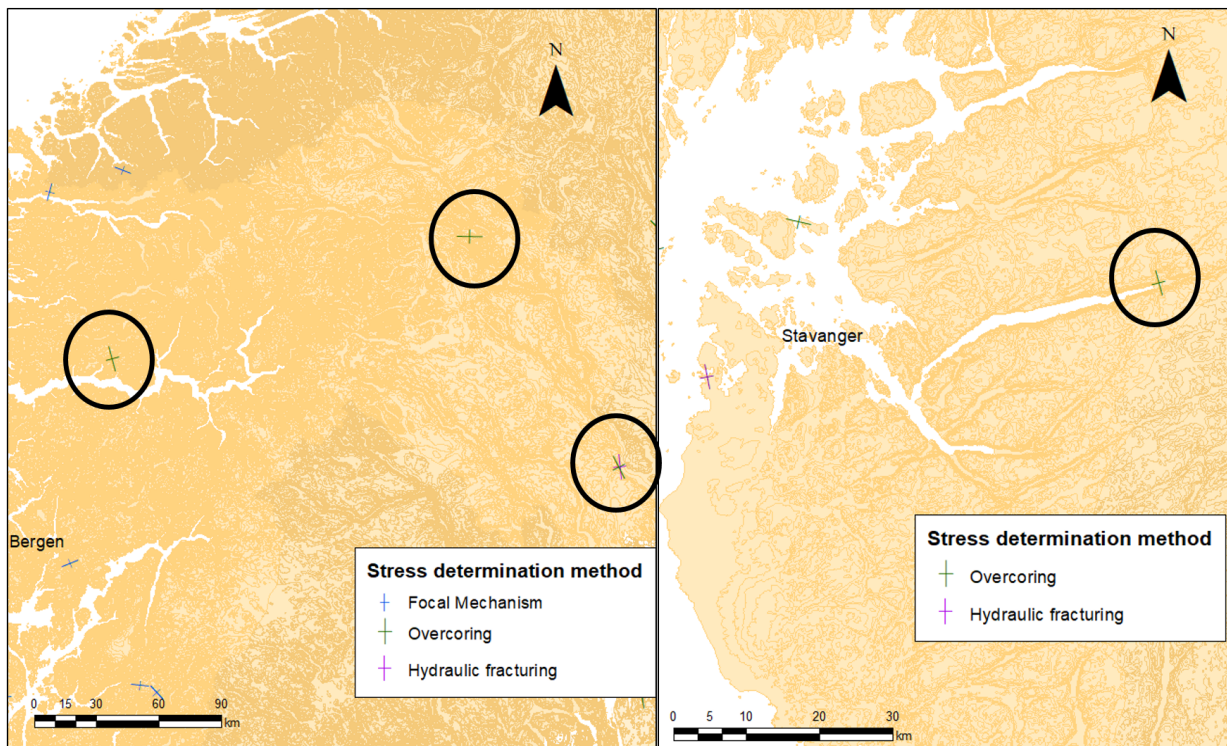 N
Bergen
Stress determination method
Focal Mechanism
Overcoring
Hydraulic fracturing
0 15 30 60 90
km
N
Stavanger
Stress determination method
Overcoring
Hydraulic fracturing
0 5 10 20 30
km